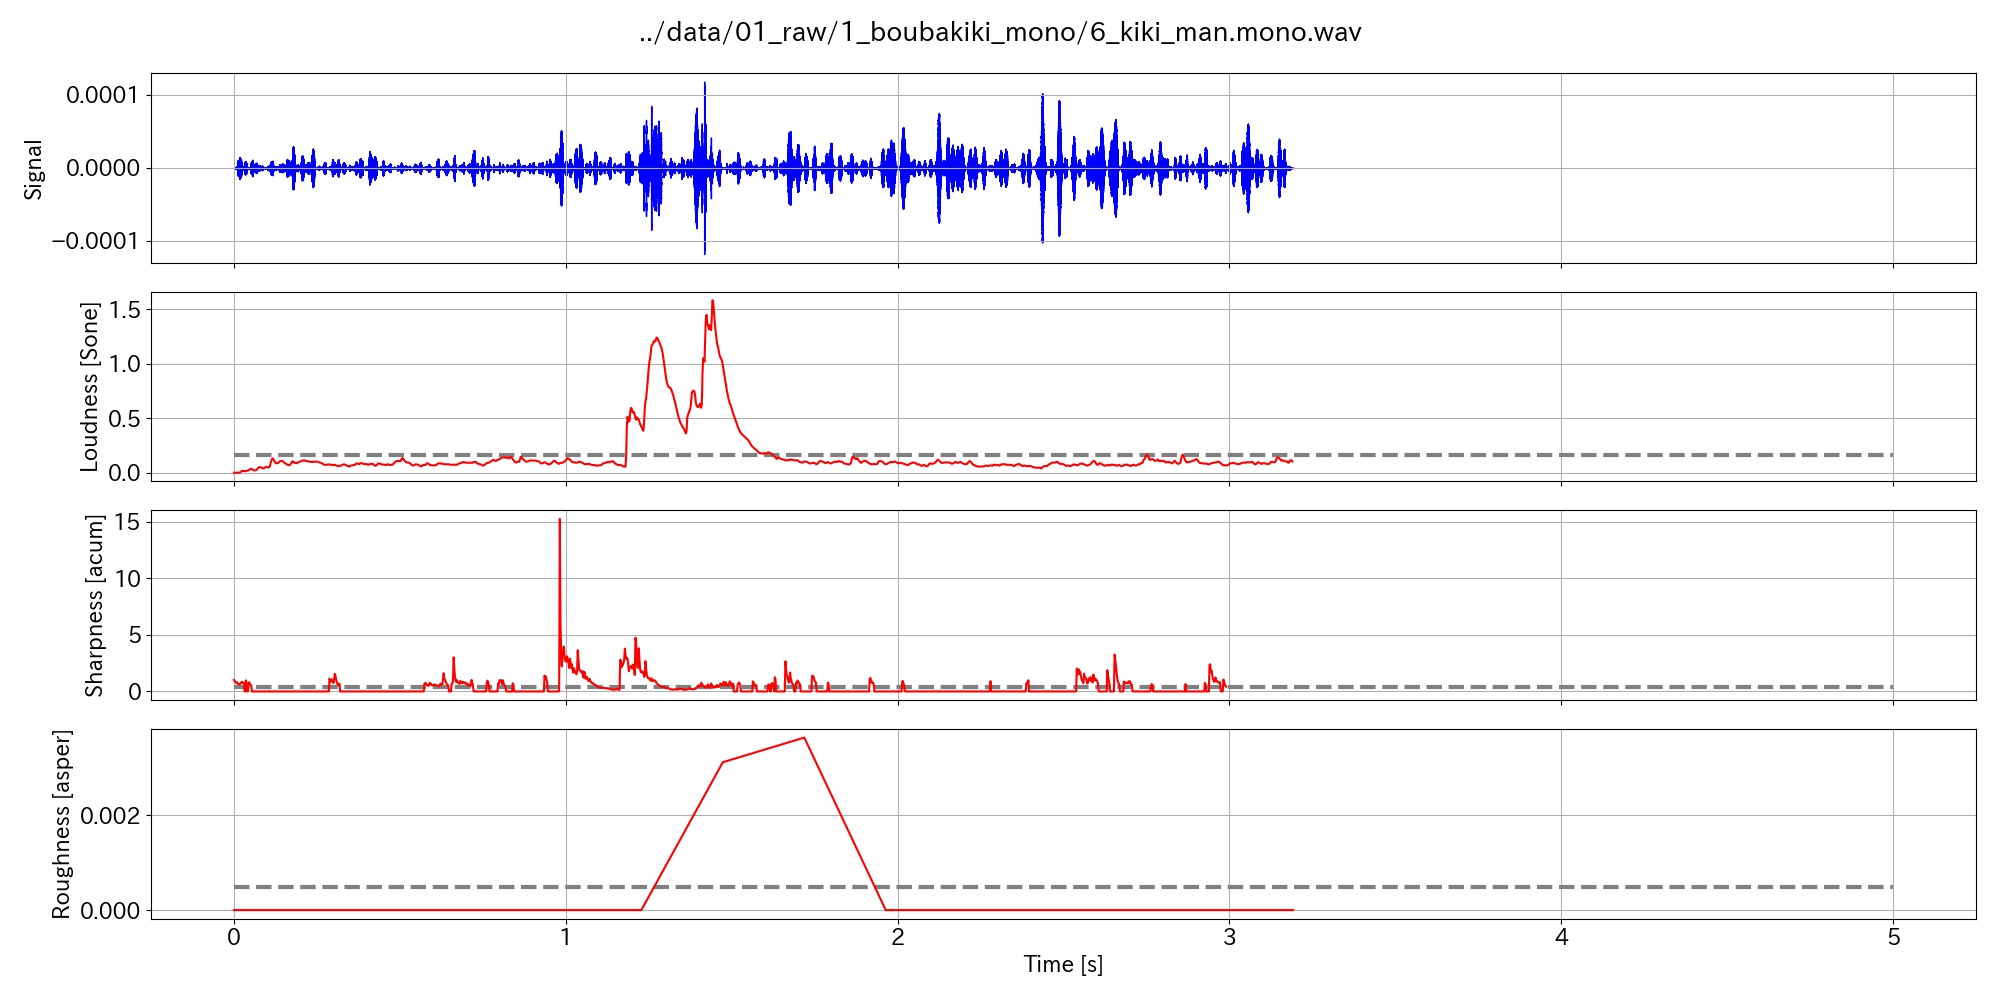 ../data/01_raw/1_boubakiki_mono/6_kiki_man.mono.wav
Signal
0.0001
0.0000
−0.0001
Loudness [Sone]
1.5
1.0
0.5
0.0
Sharpness [acum]
15
10
5
0
Roughness [asper]
0.002
0.000
0 1 2 3 4 5
Time [s]